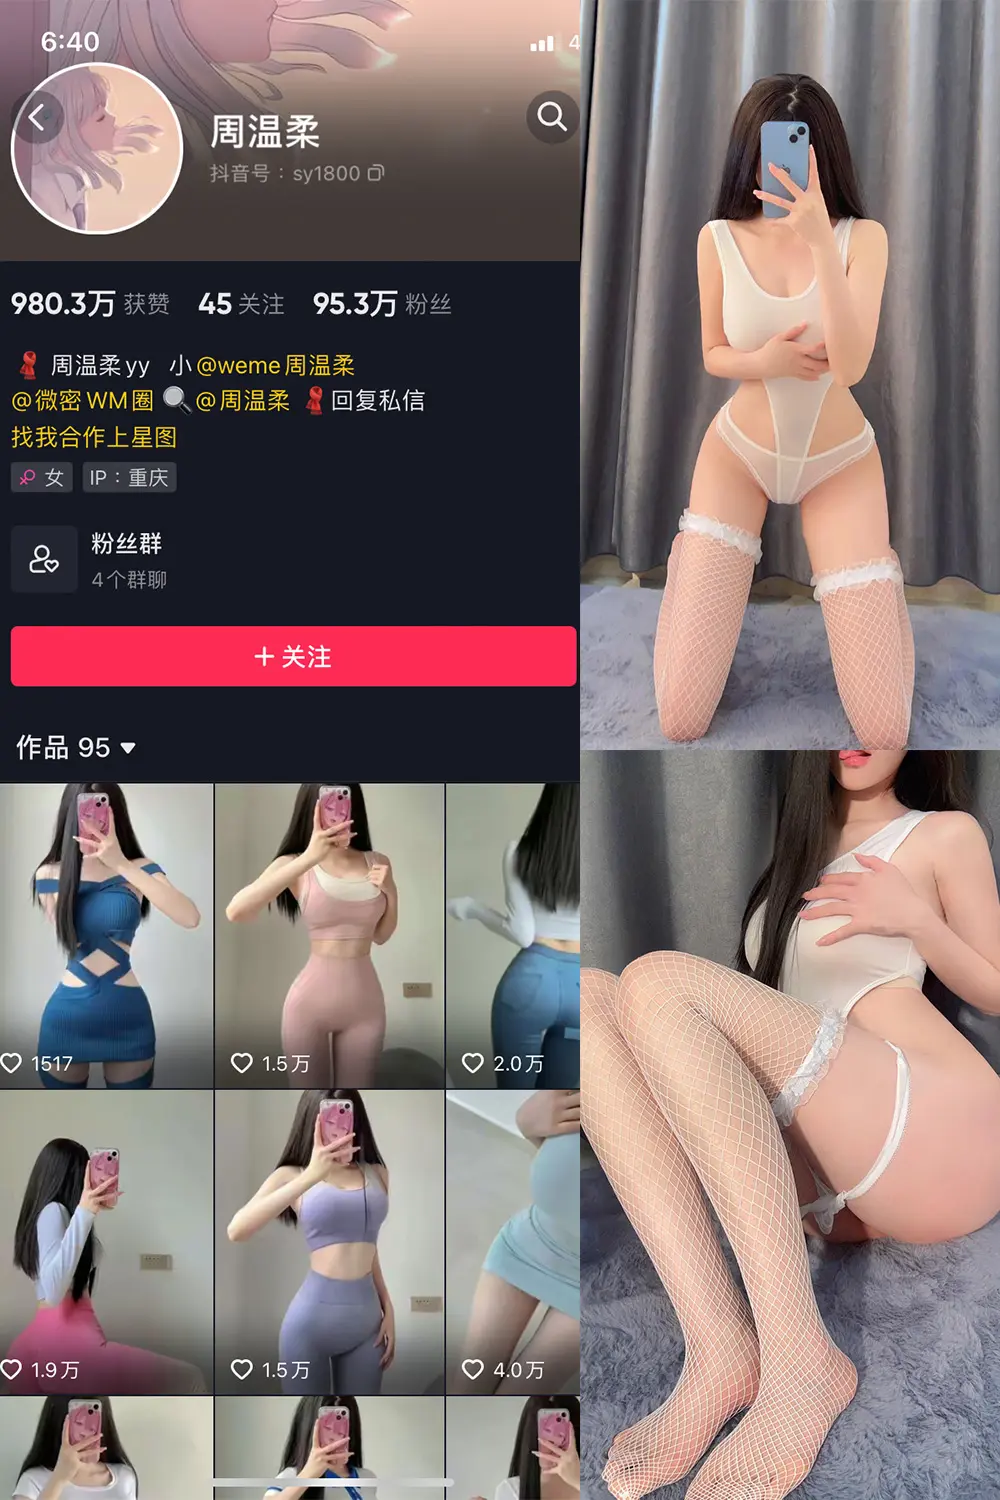 6:40
4
周温柔
抖音号：sy1800
980.3万 获赞 45 关注 95.3万 粉丝
周温柔yy 小@weme周温柔
@微密WM圈 @周温柔 回复私信
找我合作上星图
女 IP：重庆
粉丝群
4个群聊
+ 关注
作品 95
1517 1.5万 2.0万
1.9万 1.5万 4.0万